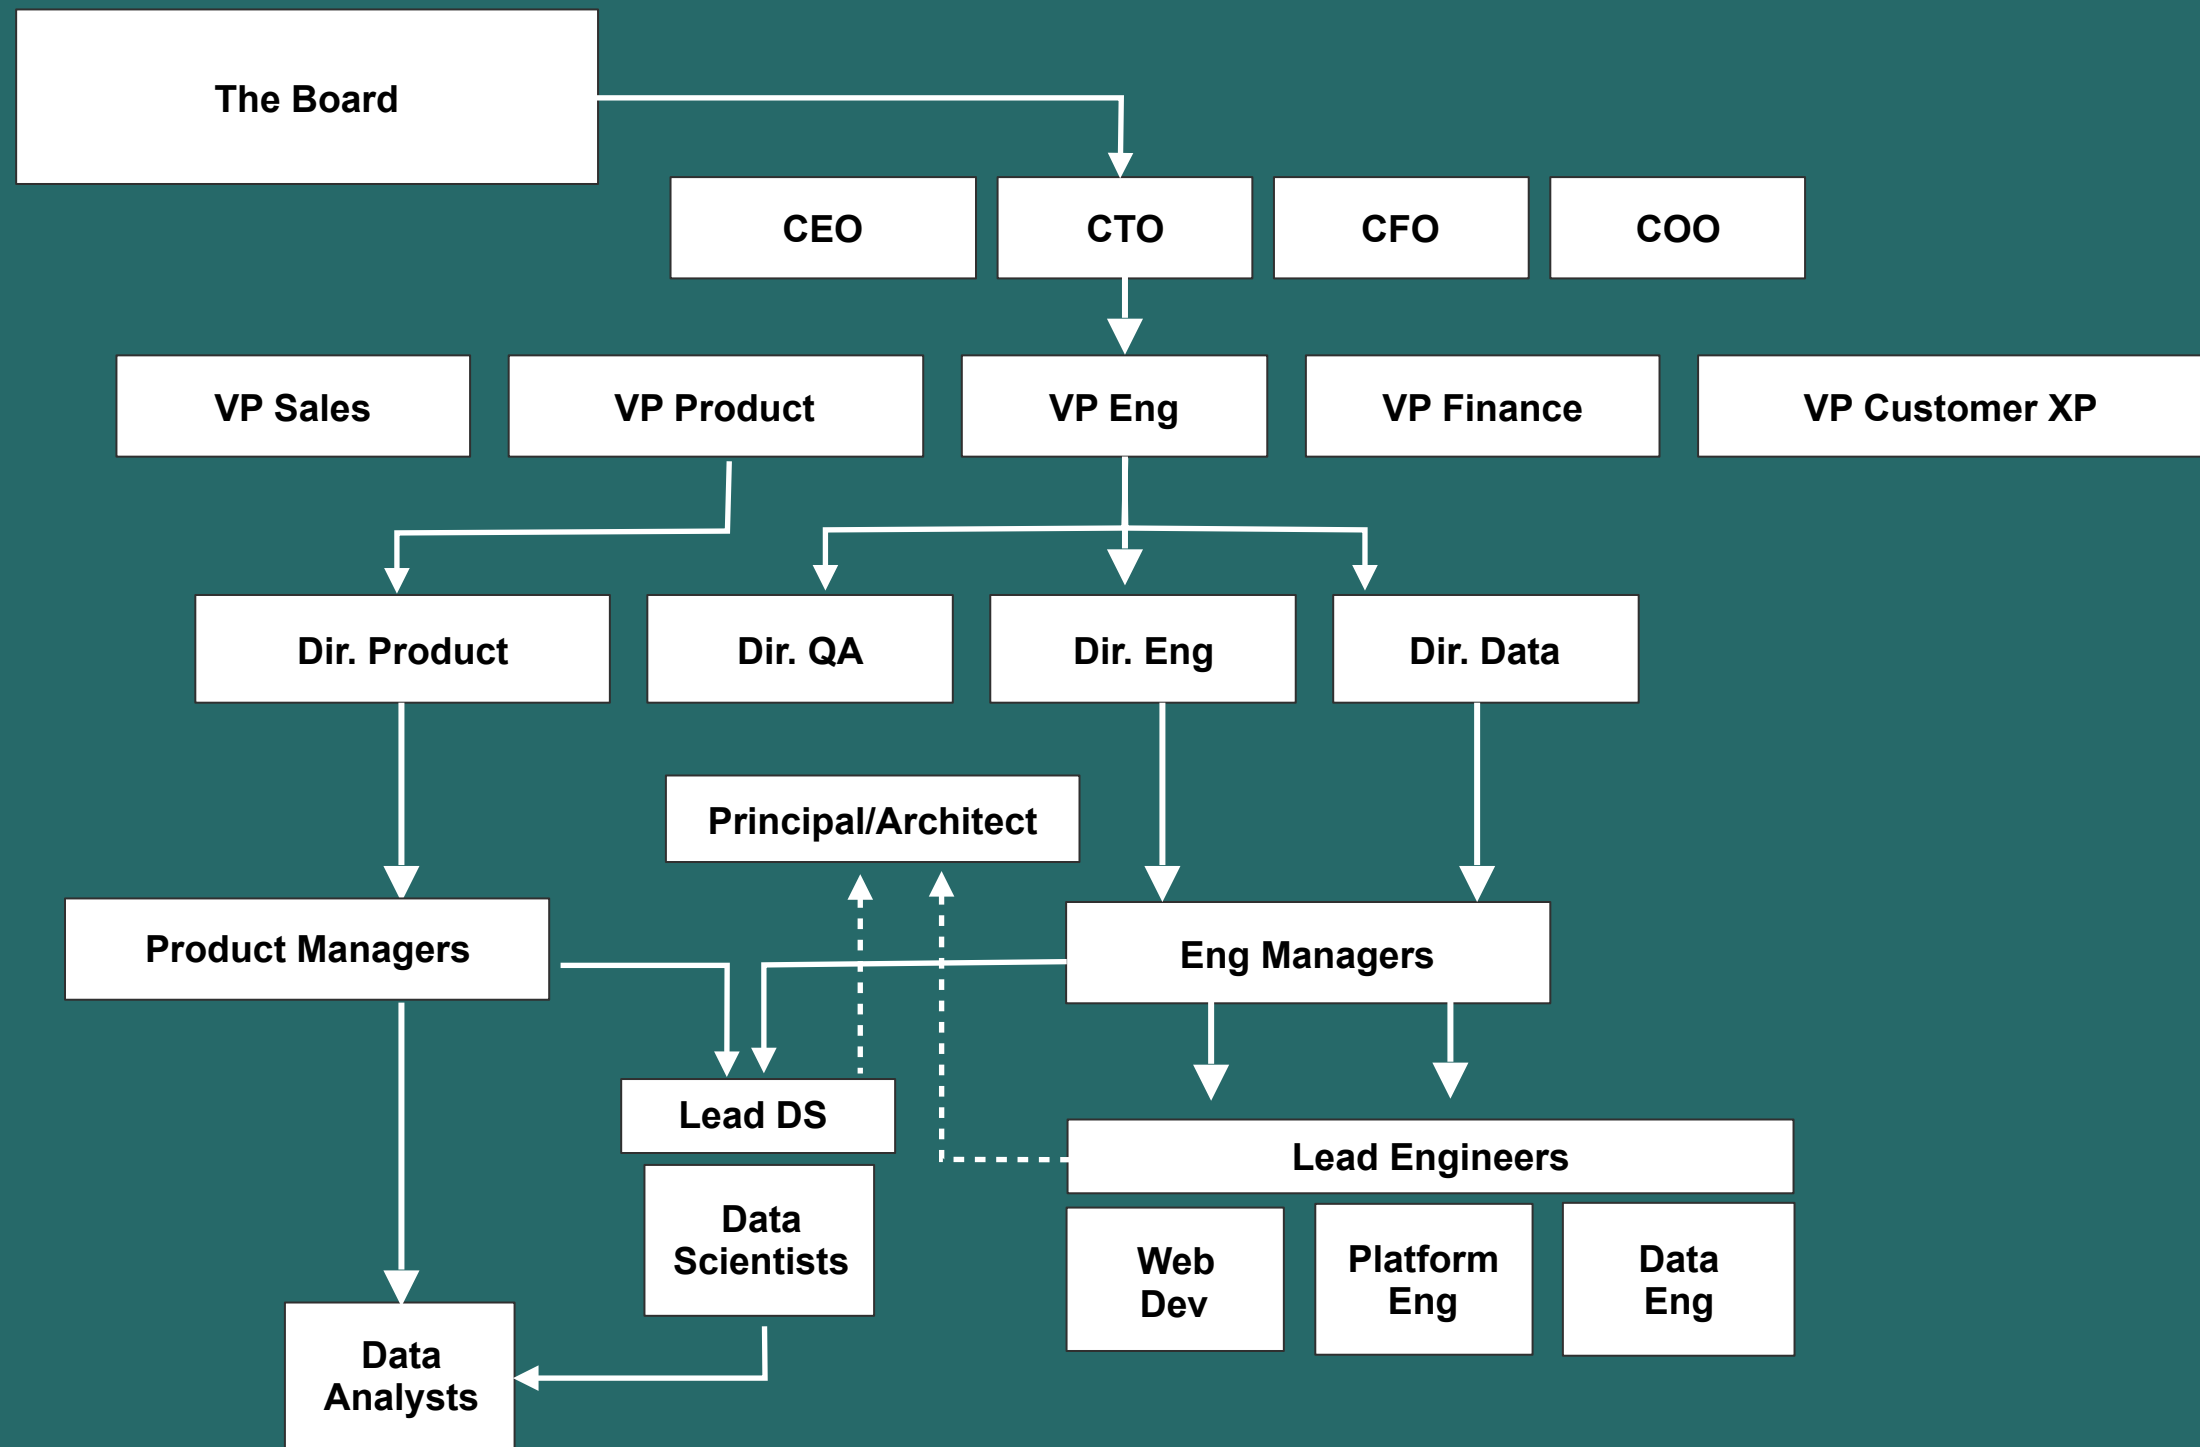 The Board
CEO
CTO
CFO
COO
VP Sales
VP Product
VP Eng
VP Finance
VP Customer XP
Dir. Product
Dir. QA
Dir. Eng
Dir. Data
Principal/Architect
Product Managers
Eng Managers
Lead DS
Lead Engineers
Data
Scientists
Web
Dev
Platform
Eng
Data
Eng
Data
Analysts